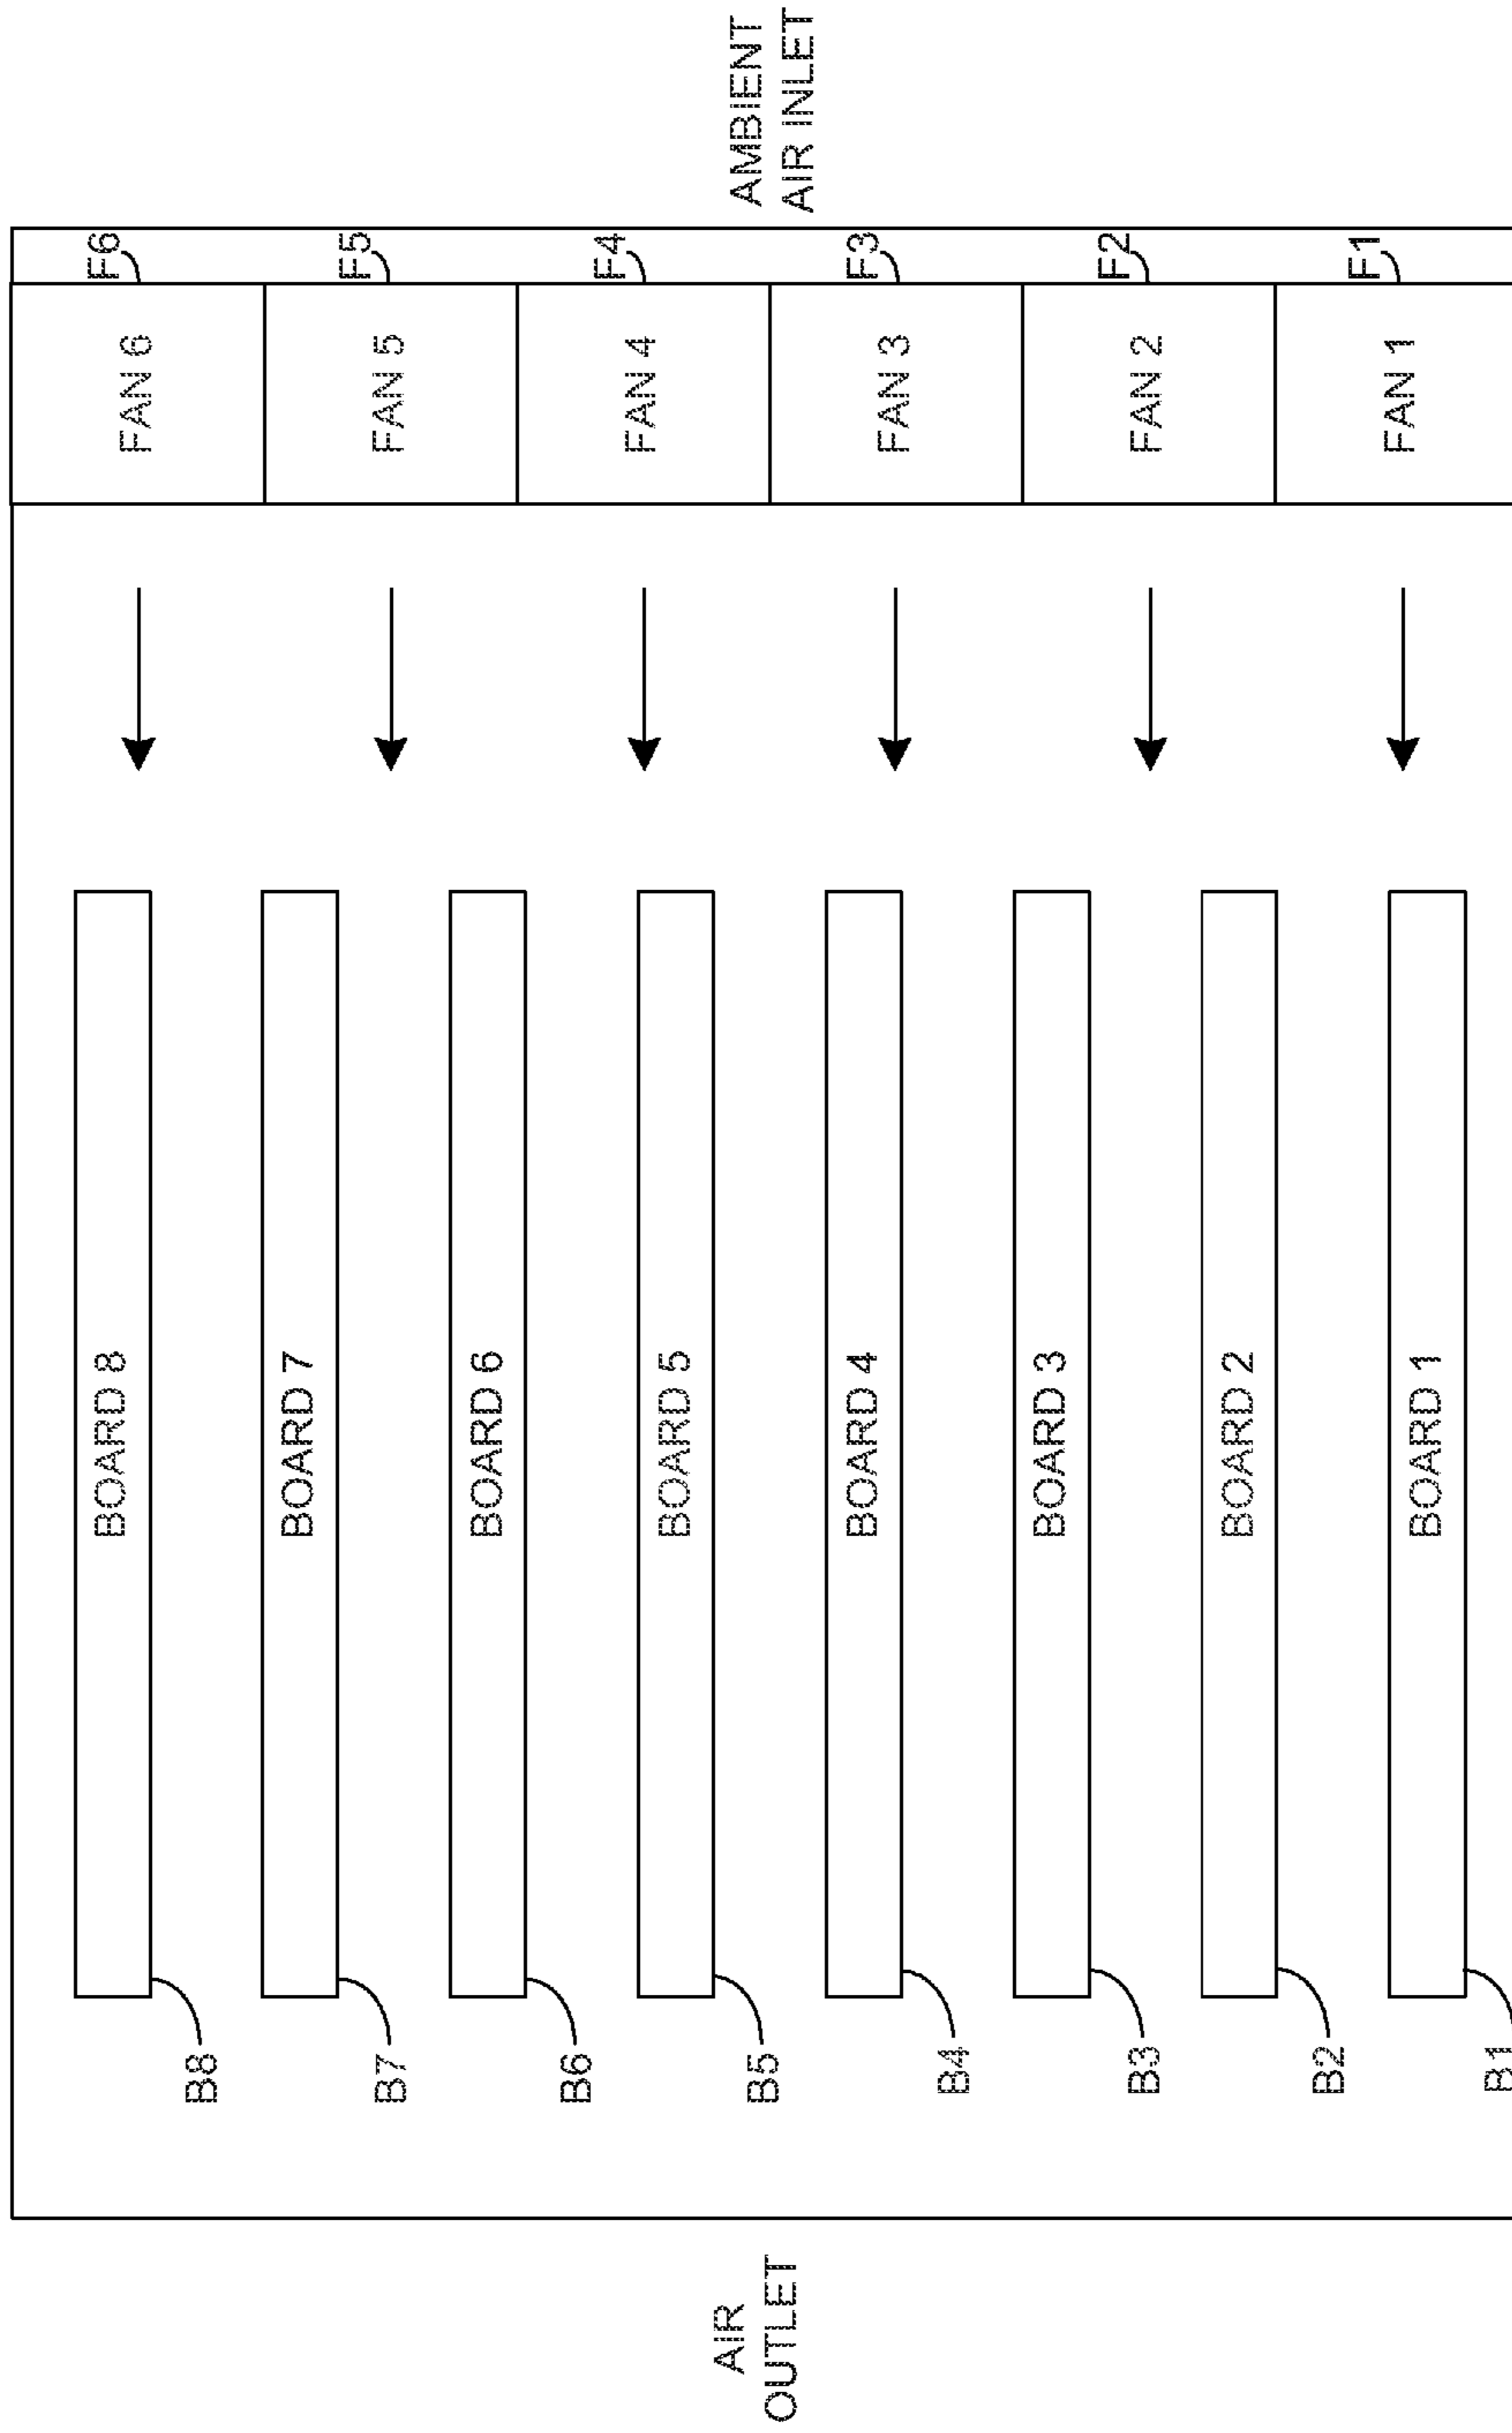 AIR
OUTLET
B8
B7
B6
B5
B4
B3
B2
B1
BOARD 8
BOARD 7
BOARD 6
BOARD 5
BOARD 4
BOARD 3
BOARD 2
BOARD 1
FAN 6
FAN 5
FAN 4
FAN 3
FAN 2
FAN 1
F6
F5
F4
F3
F2
F1
AMBIENT
AIR INLET